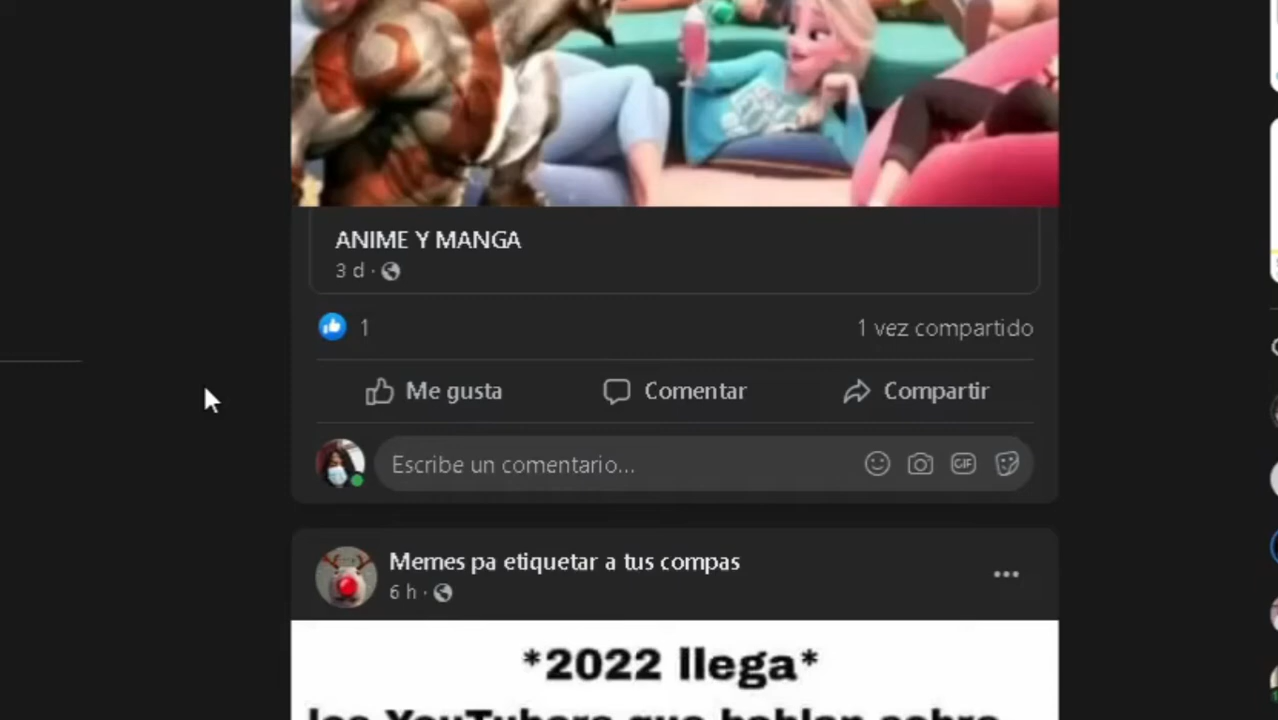 ANIME Y MANGA
3 d ·
1
1 vez compartido
Me gusta
Comentar
Compartir
Escribe un comentario...
GIF
Memes pa etiquetar a tus compas
6 h ·
*2022 llega*
los YouTubers que hablan sobre